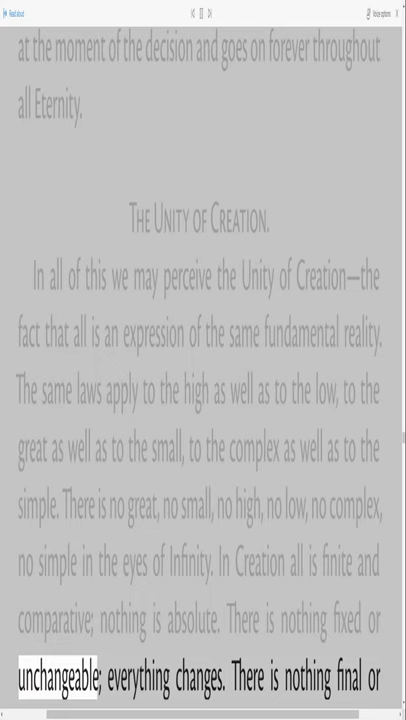 Read aloud
Voice options
at the moment of the decision and goes on forever throughout
all Eternity.
THE UNITY OF CREATION.
In all of this we may perceive the Unity of Creation—the
fact that all is an expression of the same fundamental reality.
The same laws apply to the high as well as to the low, to the
great as well as to the small, to the complex as well as to the
simple. There is no great, no small, no high, no low, no complex,
no simple in the eyes of Infinity. In Creation all is finite and
comparative; nothing is absolute. There is nothing fixed or
unchangeable; everything changes. There is nothing final or